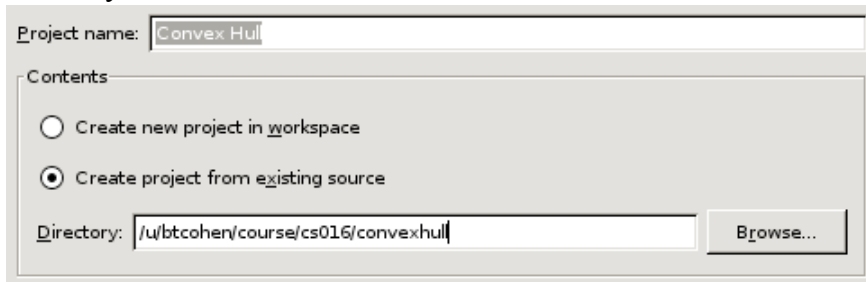 Project name: Convex Hull
Contents
Create new project in workspace
Create project from existing source
Directory: /u/btcohen/course/cs016/convexhull Browse...